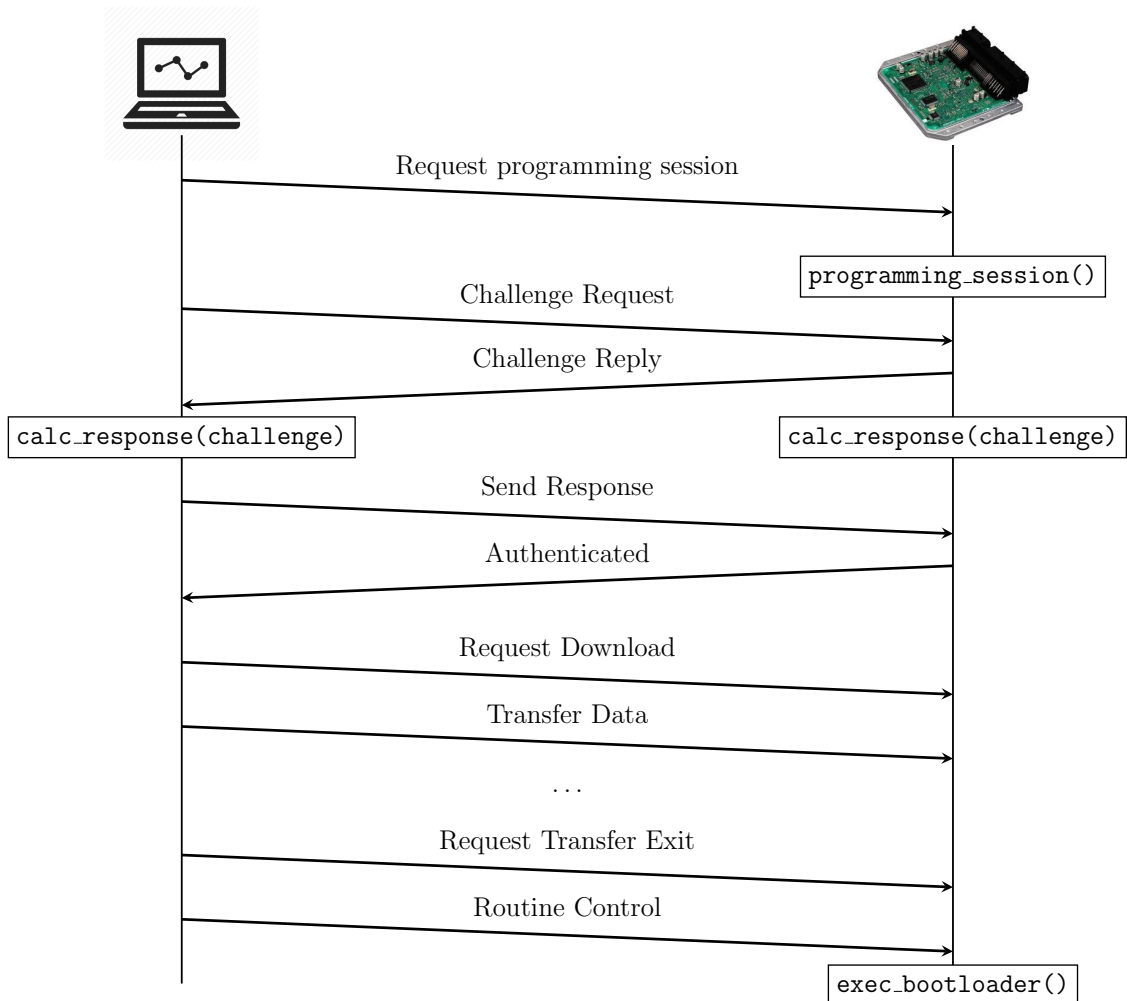 Request programming session
programming_session()
Challenge Request
Challenge Reply
calc_response(challenge)
calc_response(challenge)
Send Response
Authenticated
Request Download
Transfer Data
...
Request Transfer Exit
Routine Control
exec_bootloader()